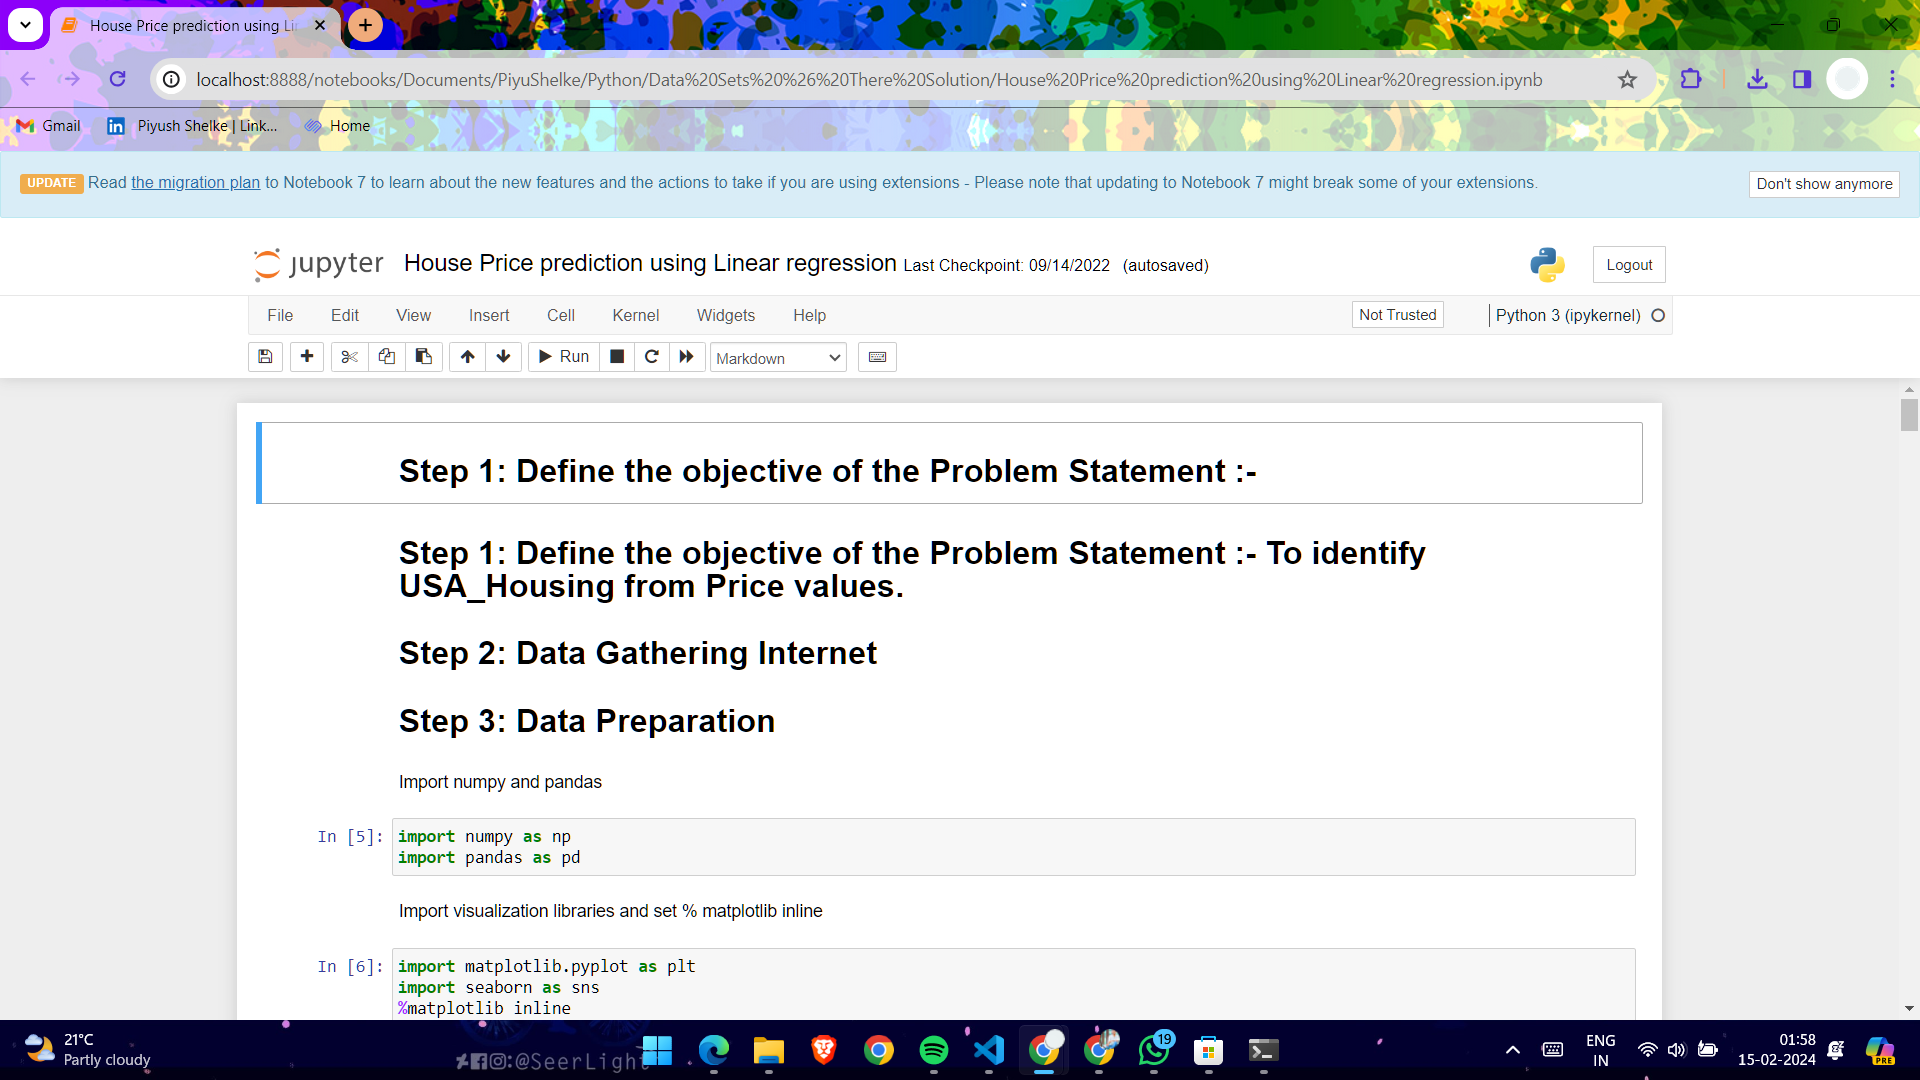 House Price prediction using Li
localhost:8888/notebooks/Documents/PiyuShelke/Python/Data%20Sets%20%26%20There%20Solution/House%20Price%20prediction%20using%20Linear%20regression.ipynb
Gmail Piyush Shelke | Link... Home
UPDATE Read the migration plan to Notebook 7 to learn about the new features and the actions to take if you are using extensions - Please note that updating to Notebook 7 might break some of your extensions. Don't show anymore
jupyter House Price prediction using Linear regression Last Checkpoint: 09/14/2022 (autosaved) Logout
File Edit View Insert Cell Kernel Widgets Help Not Trusted Python 3 (ipykernel)
Run Markdown
Step 1: Define the objective of the Problem Statement :-
Step 1: Define the objective of the Problem Statement :- To identify
USA_Housing from Price values.
Step 2: Data Gathering Internet
Step 3: Data Preparation
Import numpy and pandas
In [5]: import numpy as np
import pandas as pd
Import visualization libraries and set % matplotlib inline
In [6]: import matplotlib.pyplot as plt
import seaborn as sns
%matplotlib inline
21°C
Partly cloudy
:@SeerLight
19
ENG
IN
01:58
15-02-2024
PRE